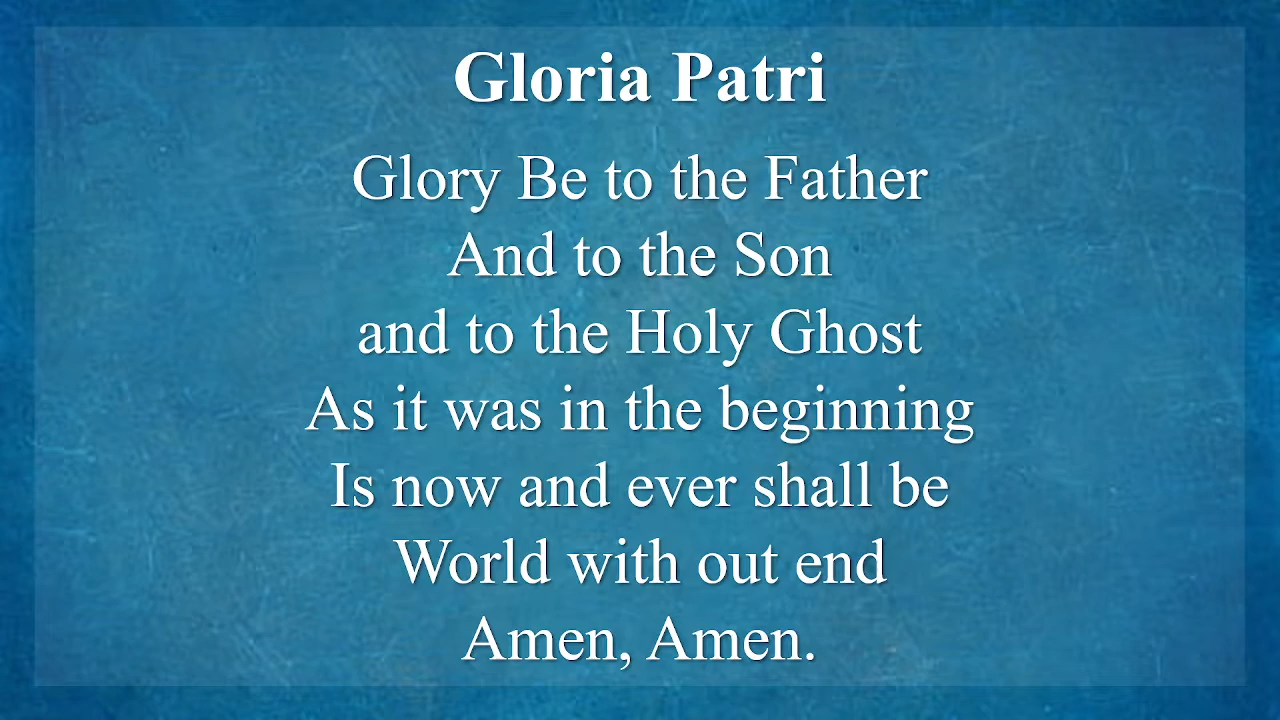 Gloria Patri
Glory Be to the Father
And to the Son
and to the Holy Ghost
As it was in the beginning
Is now and ever shall be
World with out end
Amen, Amen.